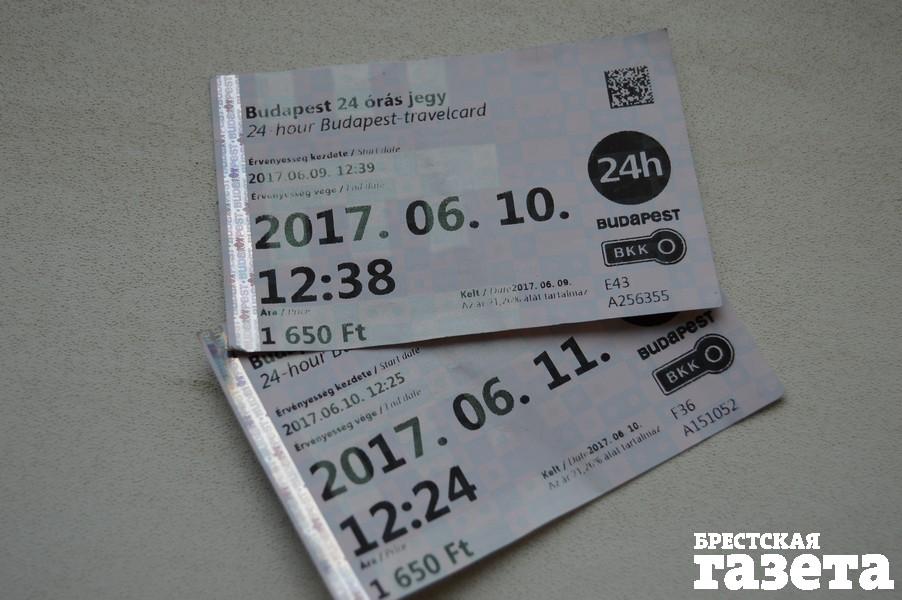 Budapest 24 órás jegy
24-hour Budapest-travelcard
Érvényesség kezdete / Start date
2017.06.09. 12:39
Érvényesség vége / End date
2017. 06. 10.
12:38
Ára / Price
1 650 Ft
Kelt / Date 2017. 06. 09.
Az ár 21,26% áfát tartalmaz
24h
BUDAPEST
BKK
E43
A256355
24-hour
Érvényesség kezdete / Start date
2017.06.10. 12:25
Érvényesség vége / End date
2017. 06. 11.
12:24
Ára / Price
1 650 Ft
Kelt / Date 2017. 06. 10.
Az ár 21,26% áfát tartalmaz
BUDAPEST
BKK
F36
A151052
БРЕСТСКАЯ
газета